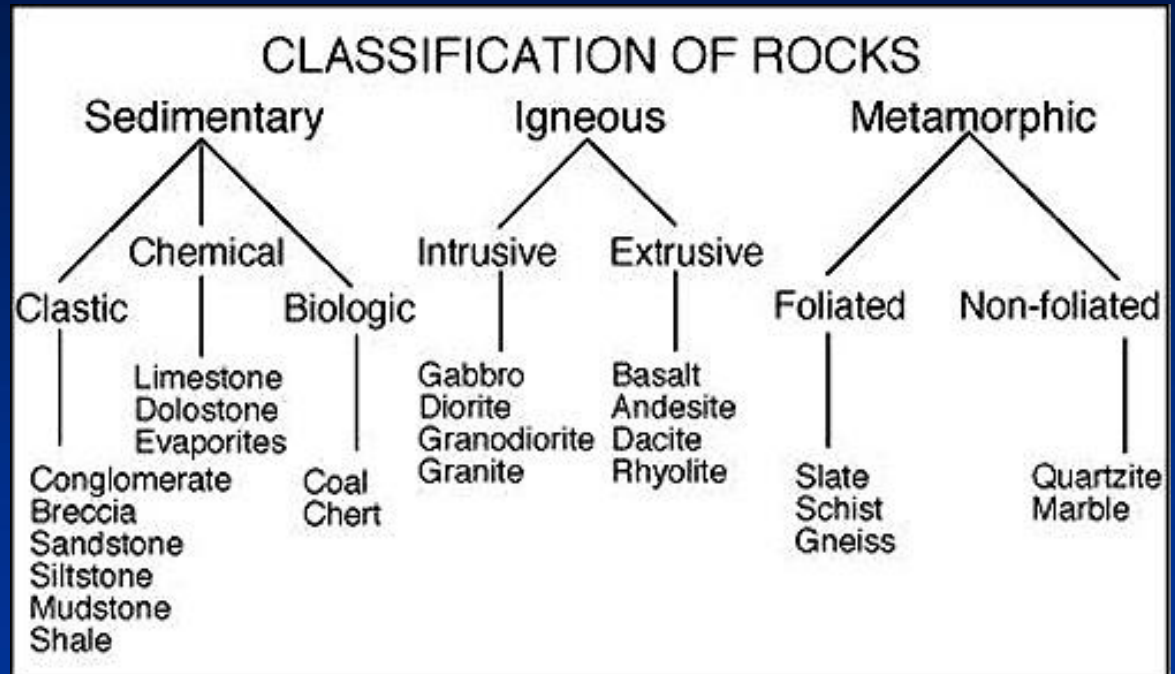 CLASSIFICATION OF ROCKS
Sedimentary
Igneous
Metamorphic
Chemical
Intrusive
Extrusive
Clastic
Biologic
Foliated
Non-foliated
Limestone
Dolostone
Evaporites
Gabbro
Diorite
Granodiorite
Granite
Basalt
Andesite
Dacite
Rhyolite
Conglomerate
Breccia
Sandstone
Siltstone
Mudstone
Shale
Coal
Chert
Slate
Schist
Gneiss
Quartzite
Marble